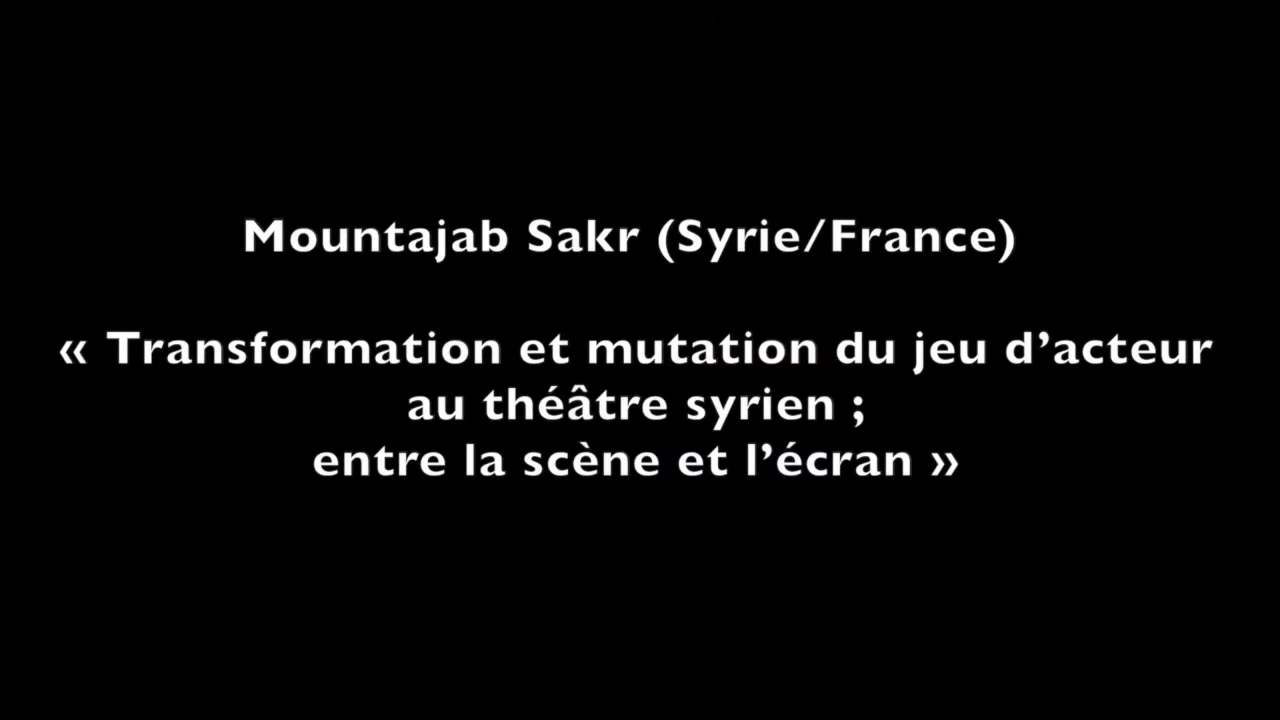 Mountajab Sakr (Syrie/France)
« Transformation et mutation du jeu d’acteur
au théâtre syrien ;
entre la scène et l’écran »